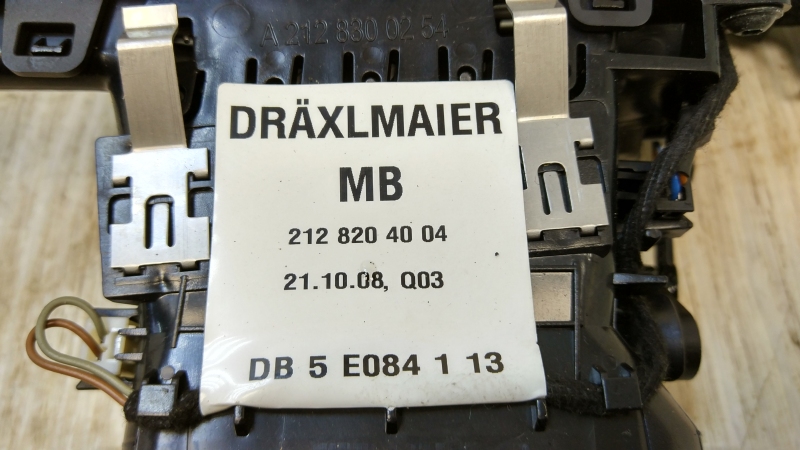 A 212 830 02 54
DRÄXLMAIER
MB
212 820 40 04
21.10.08, Q03
DB 5 E084 1 13